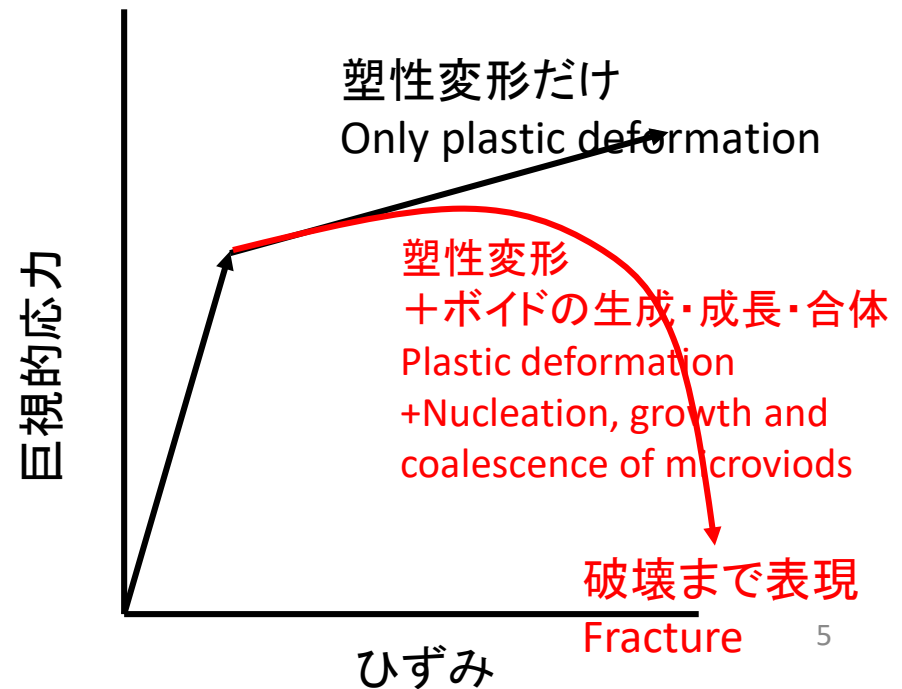 塑性変形だけ
Only plastic deformation
塑性変形
＋ボイドの生成・成長・合体
Plastic deformation
+Nucleation, growth and
coalescence of microviods
巨視的応力
破壊まで表現
Fracture
5
ひずみ